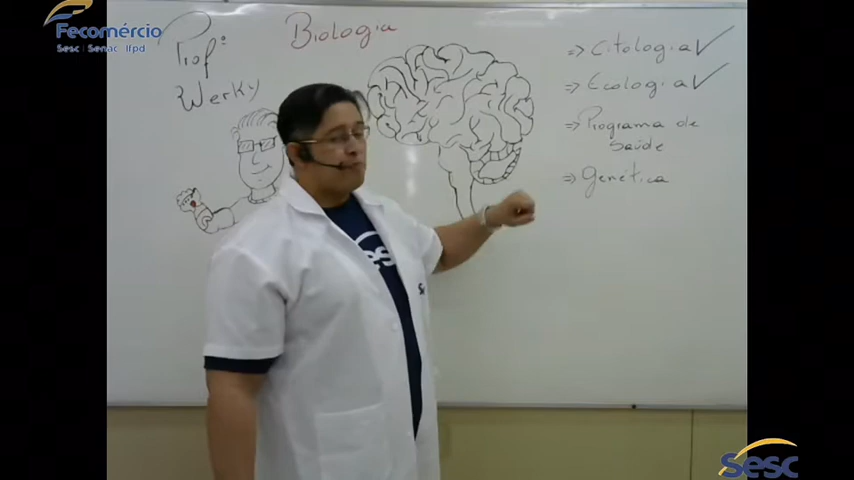 Fecomércio
Sesc | Senac | Ifpd
Profº
Werky
Biologia
⇒ Citologia ✓
⇒ Ecologia ✓
⇒ Programa de
Saúde
⇒ Genética
Sesc